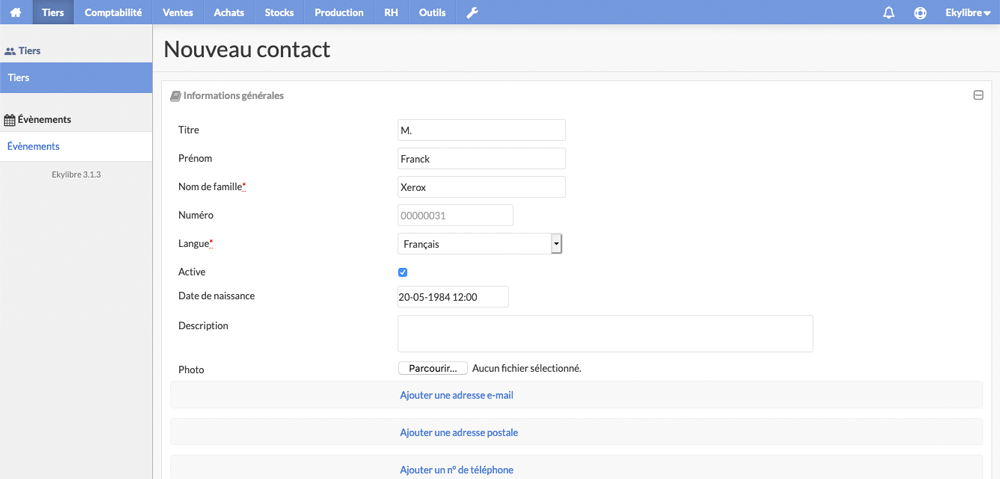 Tiers Comptabilité Ventes Achats Stocks Production RH Outils Ekylibre
Tiers
Tiers
Évènements
Évènements
Ekylibre 3.1.3
Nouveau contact
Informations générales
Titre M.
Prénom Franck
Nom de famille* Xerox
Numéro 00000031
Langue* Français
Active
Date de naissance 20-05-1984 12:00
Description
Photo Parcourir... Aucun fichier sélectionné.
Ajouter une adresse e-mail
Ajouter une adresse postale
Ajouter un n° de téléphone